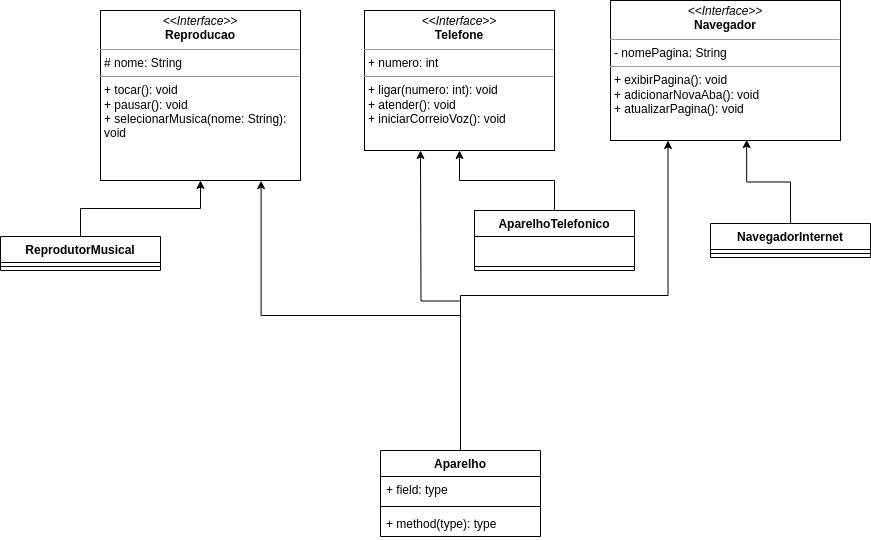 <<Interface>>
Reproducao
# nome: String
+ tocar(): void
+ pausar(): void
+ selecionarMusica(nome: String):
void
<<Interface>>
Telefone
+ numero: int
+ ligar(numero: int): void
+ atender(): void
+ iniciarCorreioVoz(): void
<<Interface>>
Navegador
- nomePagina: String
+ exibirPagina(): void
+ adicionarNovaAba(): void
+ atualizarPagina(): void
ReprodutorMusical
AparelhoTelefonico
NavegadorInternet
Aparelho
+ field: type
+ method(type): type